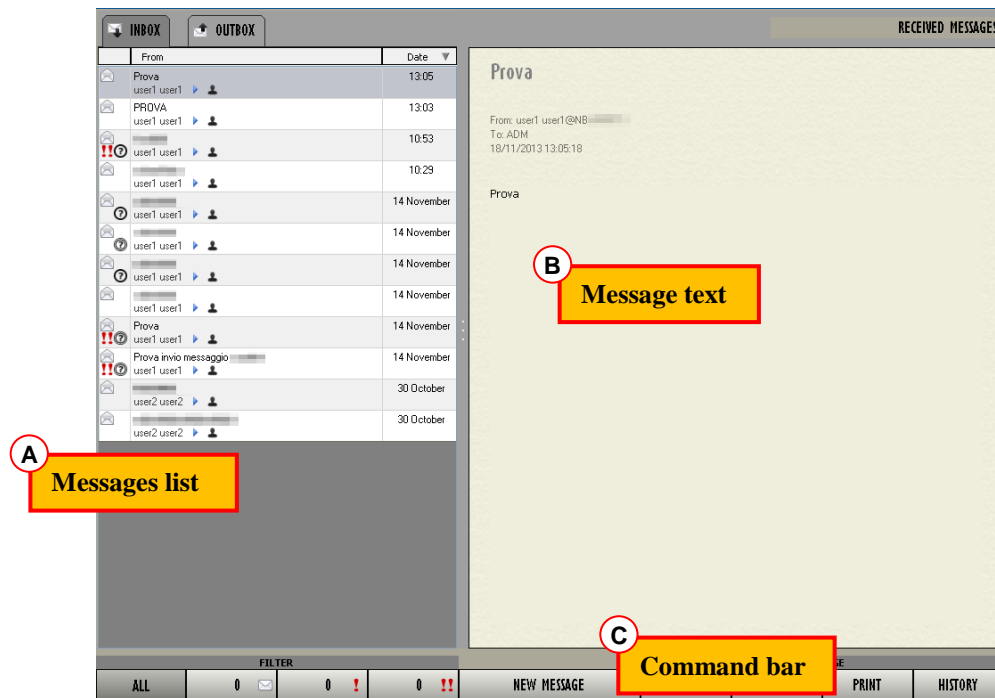 INBOX OUTBOX RECEIVED MESSAGES
From Date
Prova 13:05
user1 user1
PROVA 13:03
user1 user1
10:53
!! ? user1 user1
10:29
user1 user1
14 November
? user1 user1
14 November
? user1 user1
14 November
? user1 user1
14 November
user1 user1
Prova 14 November
!! ? user1 user1
Prova invio messaggio 14 November
!! ? user1 user1
30 October
user2 user2
30 October
user2 user2
A
Messages list
Prova
From: user1 user1@NB
To: ADM
18/11/2013 13:05:18
Prova
B
Message text
C
Command bar
FILTER
ALL 0 0 ! 0 !! NEW MESSAGE PRINT HISTORY